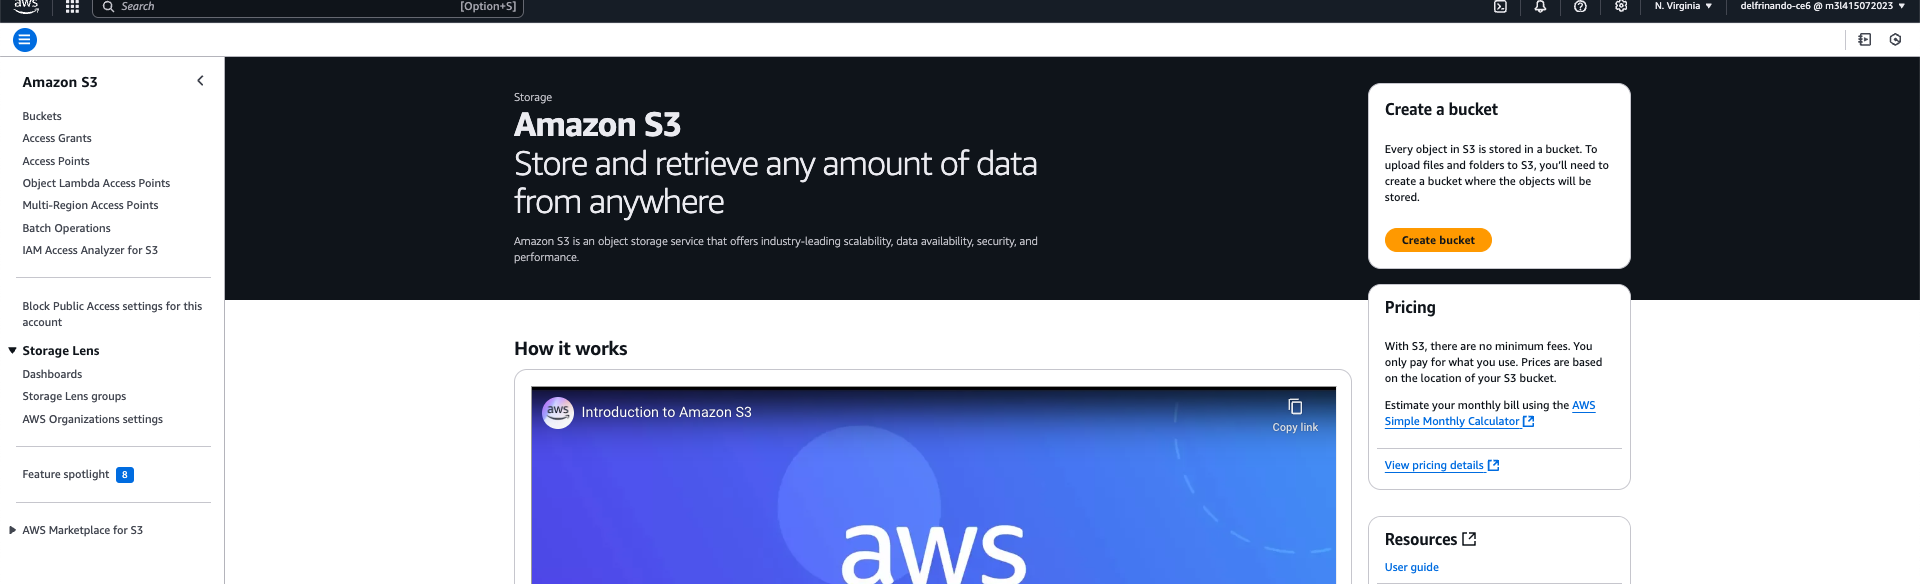 aws
Search
[Option+S]
N. Virginia
delfrinando-ce6 @ m3l415072023
Amazon S3
Buckets
Access Grants
Access Points
Object Lambda Access Points
Multi-Region Access Points
Batch Operations
IAM Access Analyzer for S3
Block Public Access settings for this
account
Storage Lens
Dashboards
Storage Lens groups
AWS Organizations settings
Feature spotlight 8
AWS Marketplace for S3
Storage
Amazon S3
Store and retrieve any amount of data
from anywhere
Amazon S3 is an object storage service that offers industry-leading scalability, data availability, security, and
performance.
How it works
aws
Introduction to Amazon S3
Copy link
aws
Create a bucket
Every object in S3 is stored in a bucket. To
upload files and folders to S3, you'll need to
create a bucket where the objects will be
stored.
Create bucket
Pricing
With S3, there are no minimum fees. You
only pay for what you use. Prices are based
on the location of your S3 bucket.
Estimate your monthly bill using the AWS
Simple Monthly Calculator
View pricing details
Resources
User guide